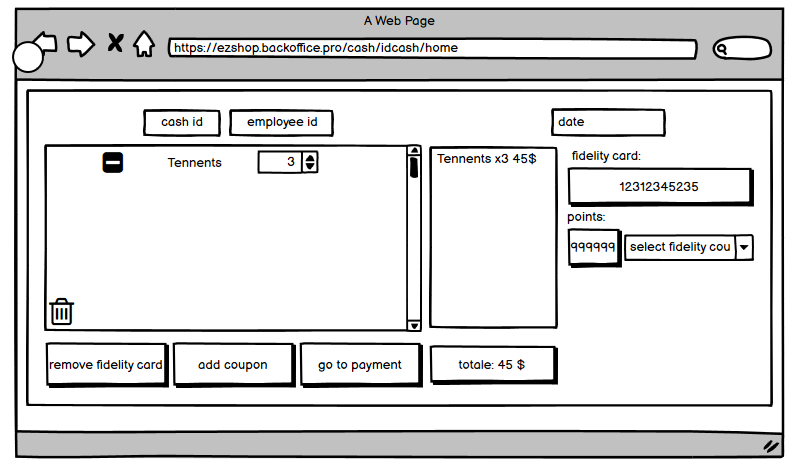 A Web Page
https://ezshop.backoffice.pro/cash/idcash/home
cash id
employee id
date
Tennents
3
Tennents x3 45$
fidelity card:
12312345235
points:
999999
select fidelity cou
remove fidelity card
add coupon
go to payment
totale: 45 $